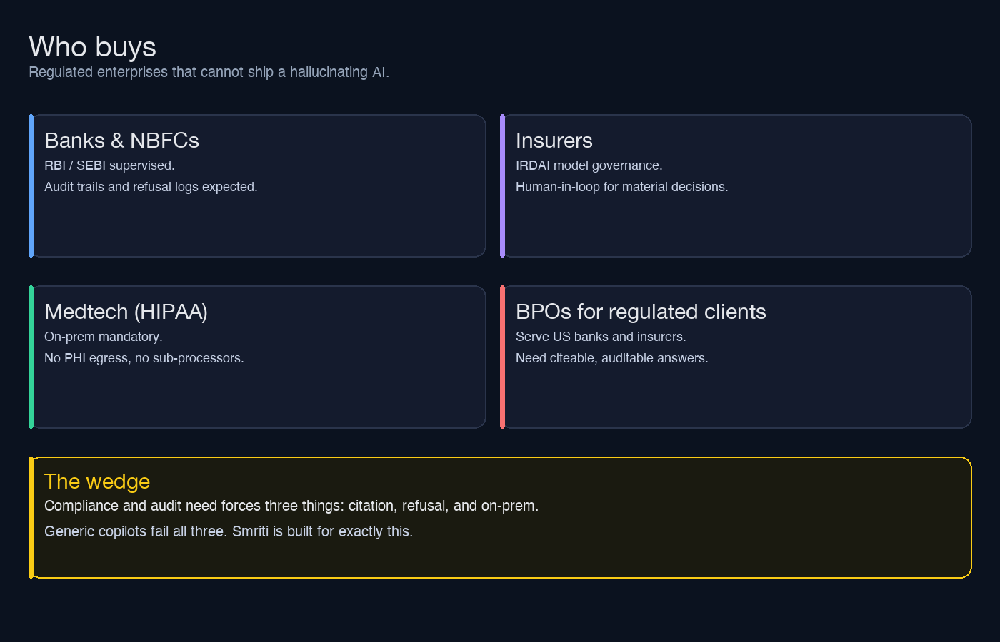 Who buys
Regulated enterprises that cannot ship a hallucinating AI.
Banks & NBFCs
RBI / SEBI supervised.
Audit trails and refusal logs expected.
Insurers
IRDAI model governance.
Human-in-loop for material decisions.
Medtech (HIPAA)
On-prem mandatory.
No PHI egress, no sub-processors.
BPOs for regulated clients
Serve US banks and insurers.
Need citeable, auditable answers.
The wedge
Compliance and audit need forces three things: citation, refusal, and on-prem.
Generic copilots fail all three. Smriti is built for exactly this.